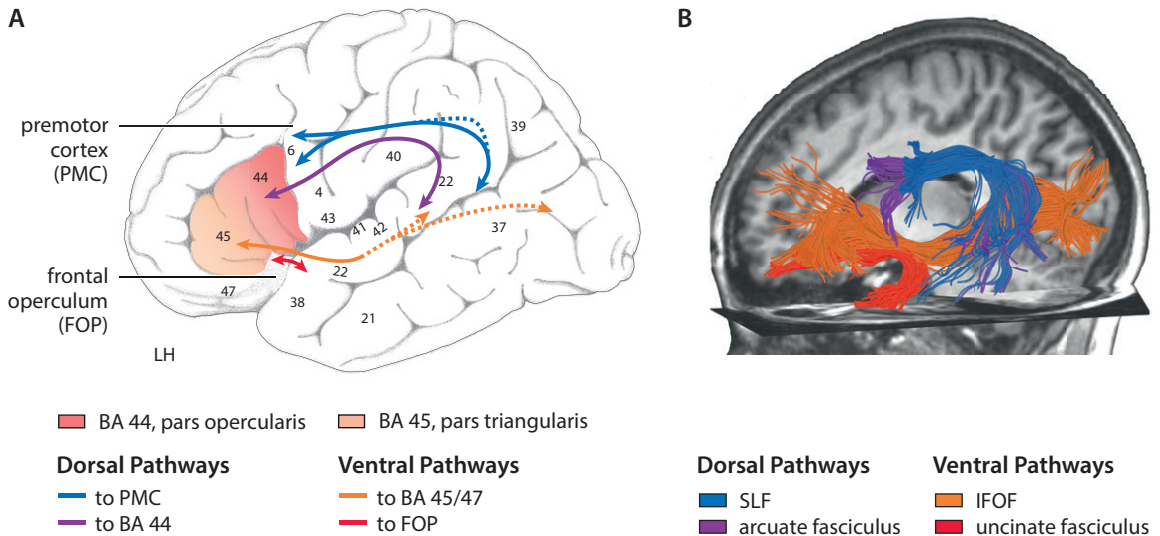 A
premotor
cortex
(PMC)
frontal
operculum
(FOP)
6
44
4
43
45
47
40
39
22
41
42
37
22
38
21
LH
BA 44, pars opercularis
BA 45, pars triangularis
Dorsal Pathways
to PMC
to BA 44
Ventral Pathways
to BA 45/47
to FOP
B
Dorsal Pathways
SLF
arcuate fasciculus
Ventral Pathways
IFOF
uncinate fasciculus